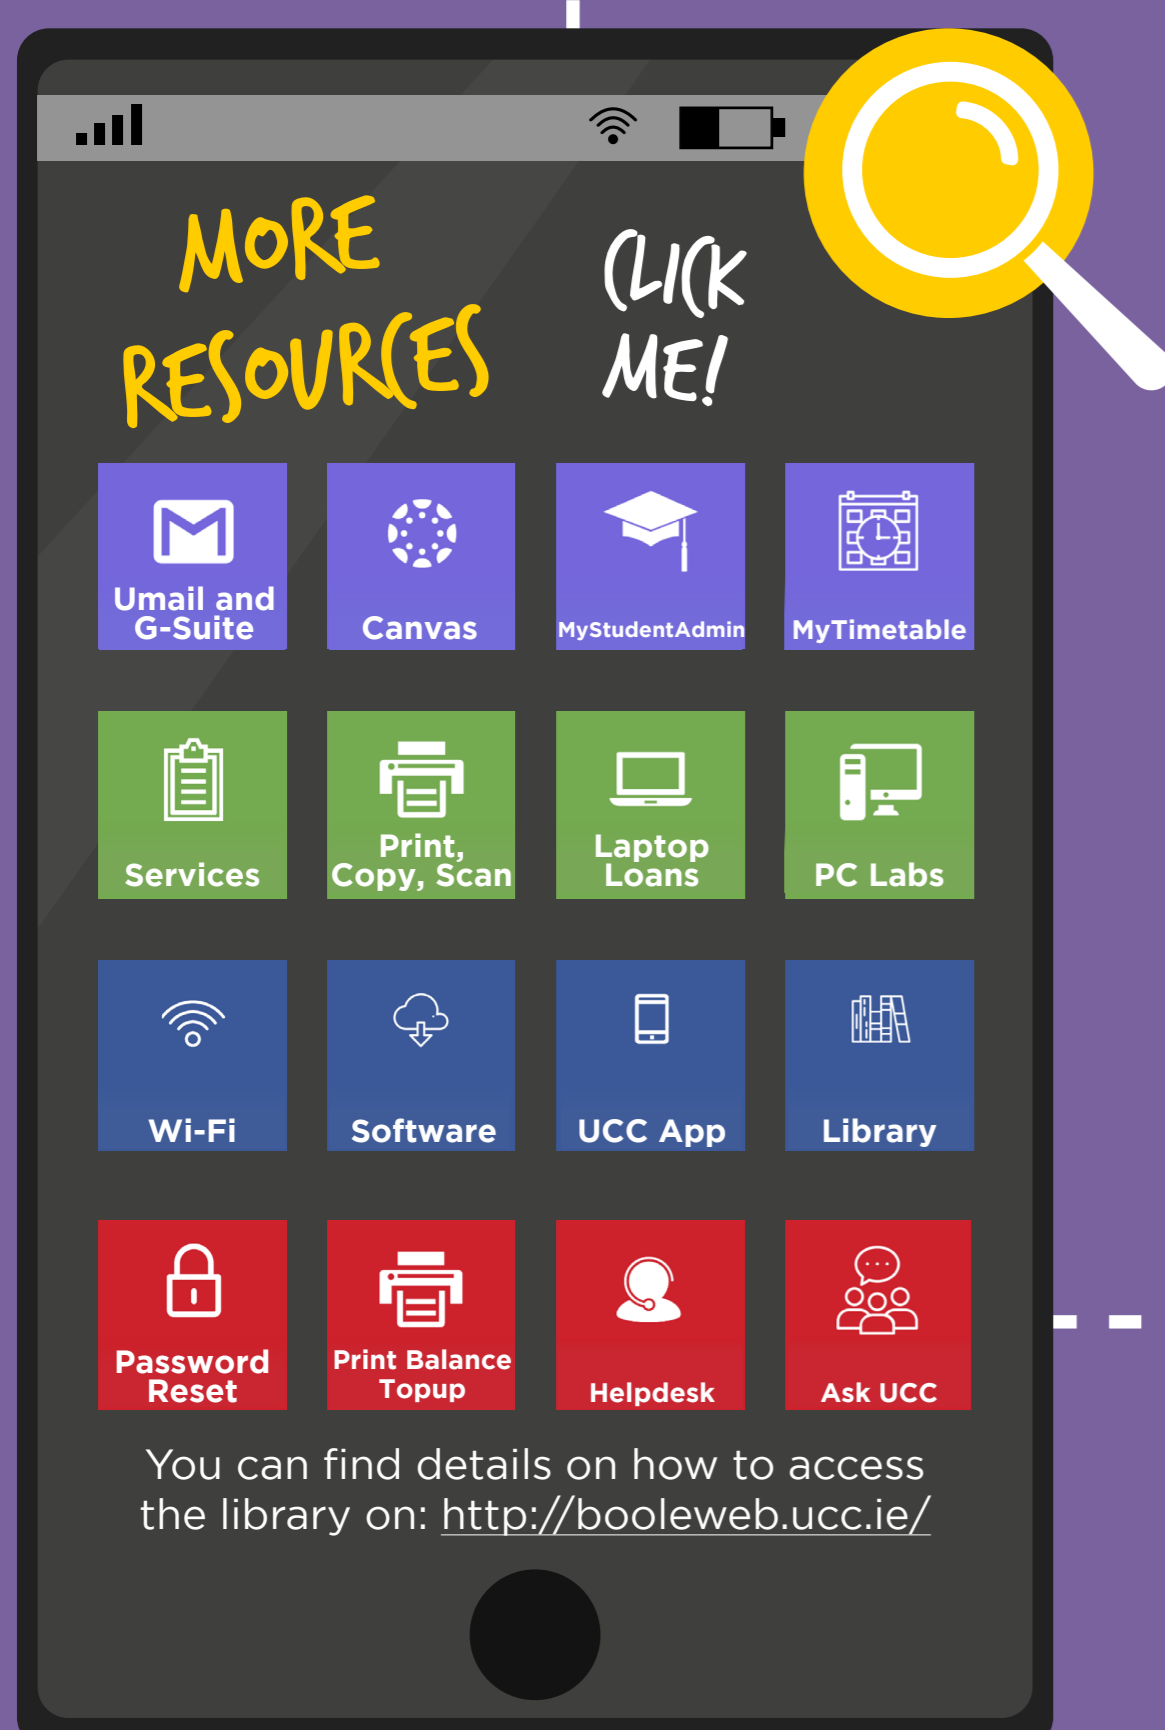 MORE
RESOURCES
CLICK
ME!
Umail and
G-Suite
Canvas
MyStudentAdmin
MyTimetable
Services
Print,
Copy, Scan
Laptop
Loans
PC Labs
Wi-Fi
Software
UCC App
Library
Password
Reset
Print Balance
Topup
Helpdesk
Ask UCC
You can find details on how to access
the library on: http://booleweb.ucc.ie/